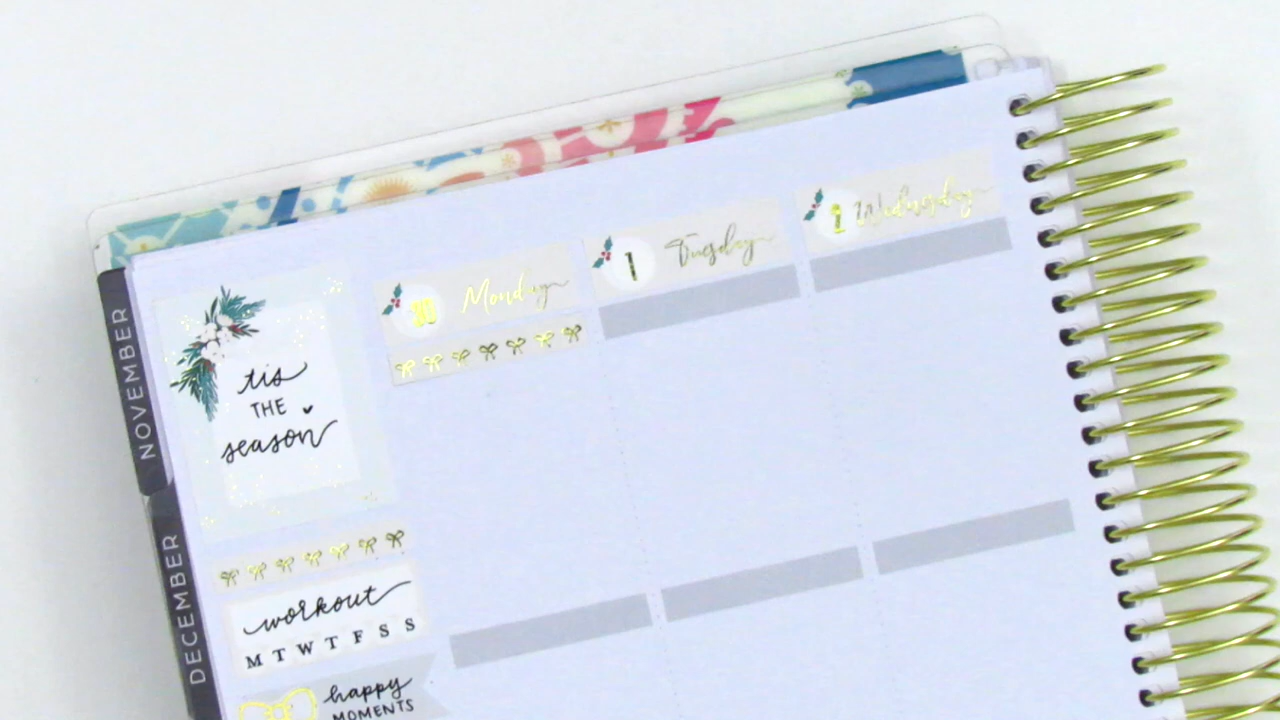 NOVEMBER
DECEMBER
tis
THE
season
30 Monday
1 Tuesday
2 Wednesday
workout
M T W T F S S
happy
MOMENTS